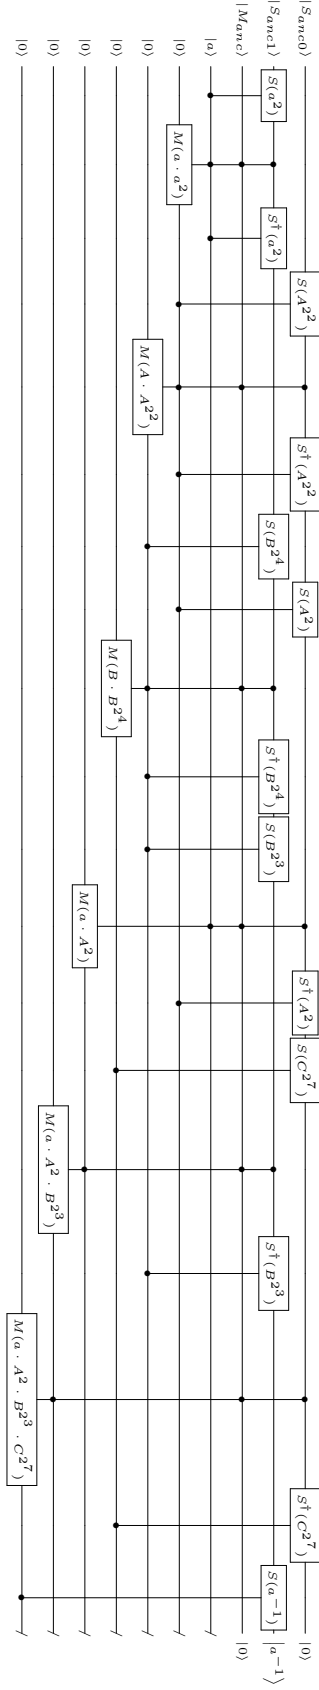 |S_{anc0}⟩
|S_{anc1}⟩
|M_{anc}⟩
|a⟩
|0⟩
|0⟩
|0⟩
|0⟩
|0⟩
|0⟩
S(a^2)
M(a · a^2)
S^†(a^2)
S(A^{2^2})
M(A · A^{2^2})
S^†(A^{2^2})
S(B^{2^4})
S(A^2)
M(B · B^{2^4})
S^†(B^{2^4})
S(B^{2^3})
M(a · A^2)
S^†(A^2)
S(C^{2^7})
M(a · A^2 · B^{2^3})
S^†(B^{2^3})
M(a · A^2 · B^{2^3} · C^{2^7})
S^†(C^{2^7})
S(a^{-1})
|0⟩
|a^{-1}⟩
|0⟩